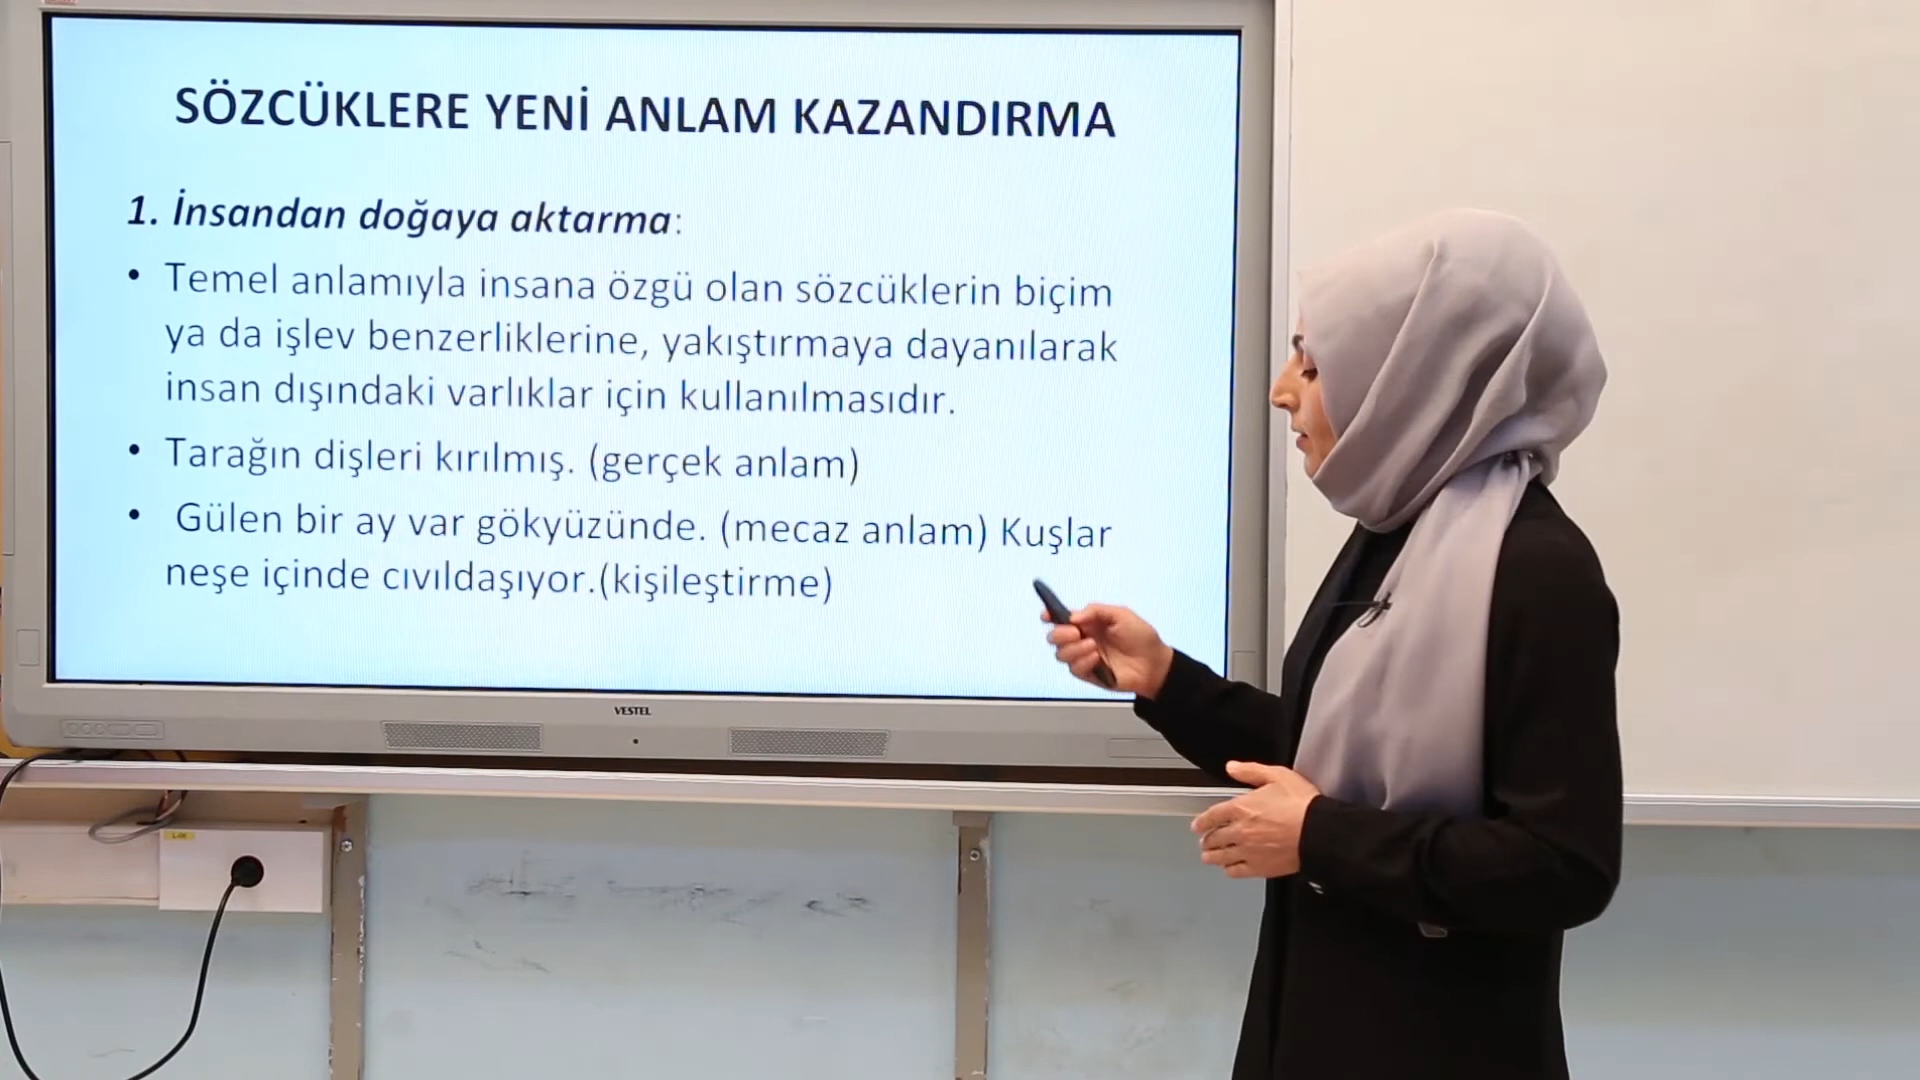 SÖZCÜKLERE YENİ ANLAM KAZANDIRMA
1. İnsandan doğaya aktarma:
• Temel anlamıyla insana özgü olan sözcüklerin biçim
ya da işlev benzerliklerine, yakıştırmaya dayanılarak
insan dışındaki varlıklar için kullanılmasıdır.
• Tarağın dişleri kırılmış. (gerçek anlam)
• Gülen bir ay var gökyüzünde. (mecaz anlam) Kuşlar
neşe içinde cıvıldaşıyor.(kişileştirme)
VESTEL